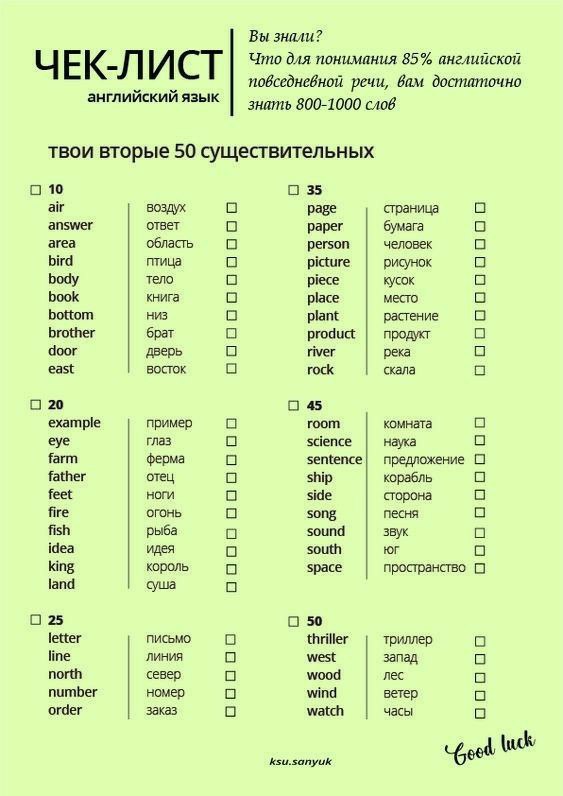 ЧЕК-ЛИСТ
английский язык
Вы знали?
Что для понимания 85% английской
повседневной речи, вам достаточно
знать 800-1000 слов
твои вторые 50 существительных
10
air воздух
answer ответ
area область
bird птица
body тело
book книга
bottom низ
brother брат
door дверь
east восток
20
example пример
eye глаз
farm ферма
father отец
feet ноги
fire огонь
fish рыба
idea идея
king король
land суша
25
letter письмо
line линия
north север
number номер
order заказ
35
page страница
paper бумага
person человек
picture рисунок
piece кусок
place место
plant растение
product продукт
river река
rock скала
45
room комната
science наука
sentence предложение
ship корабль
side сторона
song песня
sound звук
south юг
space пространство
50
thriller триллер
west запад
wood лес
wind ветер
watch часы
Good luck
ksu.sanyuk